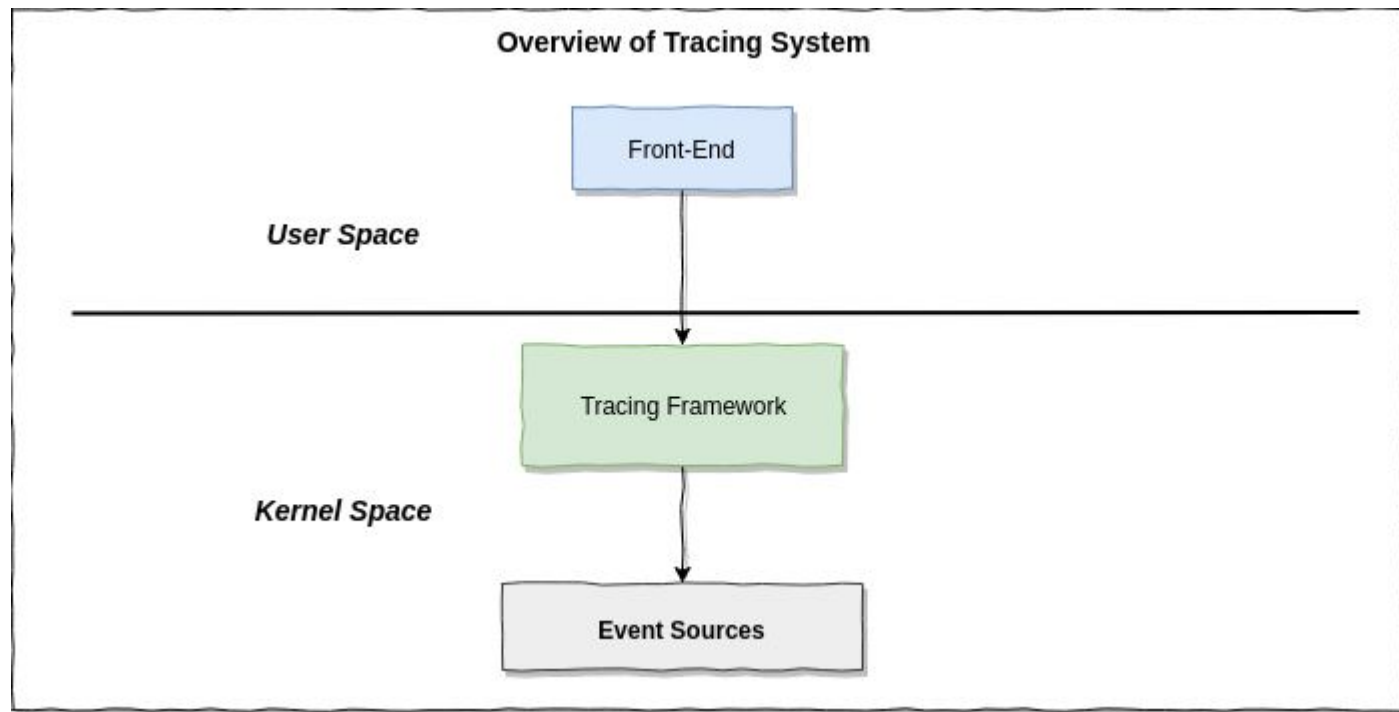 Overview of Tracing System
Front-End
User Space
Tracing Framework
Kernel Space
Event Sources